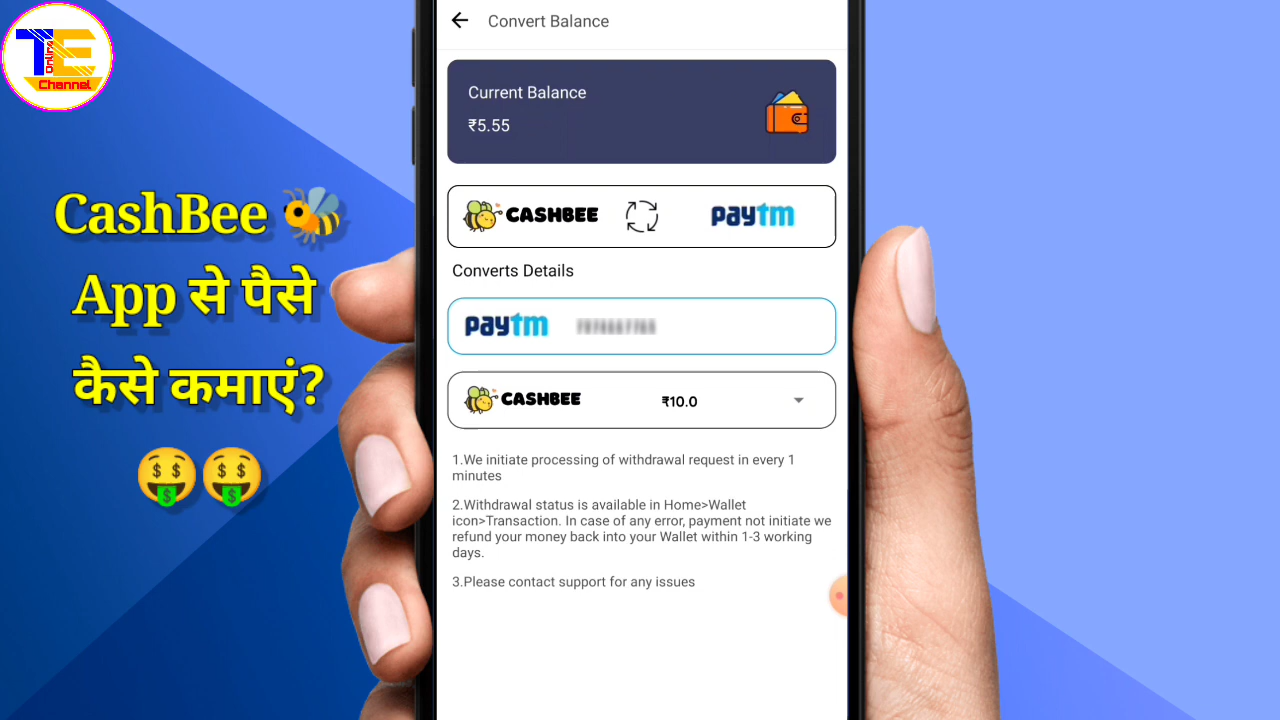 TE
Online
Channel
CashBee
App से पैसे
कैसे कमाएं?
Convert Balance
Current Balance
₹5.55
CASHBEE
paytm
Converts Details
paytm
CASHBEE
₹10.0
1.We initiate processing of withdrawal request in every 1
minutes
2.Withdrawal status is available in Home>Wallet
icon>Transaction. In case of any error, payment not initiate we
refund your money back into your Wallet within 1-3 working
days.
3.Please contact support for any issues